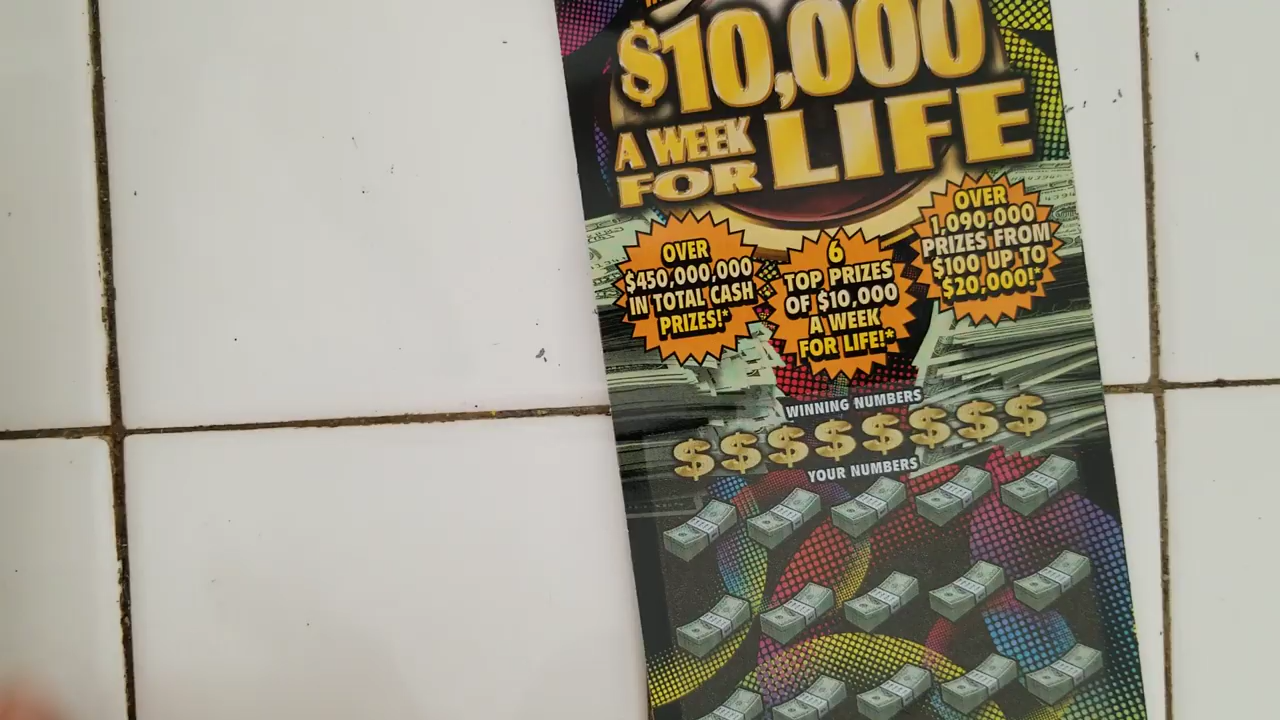 $10,000
A WEEK
FOR LIFE
OVER
$450,000,000
IN TOTAL CASH
PRIZES!*
6
TOP PRIZES
OF $10,000
A WEEK
FOR LIFE!*
OVER
1,090,000
PRIZES FROM
$100 UP TO
$20,000!*
WINNING NUMBERS
$ $ $ $ $ $ $ $
YOUR NUMBERS